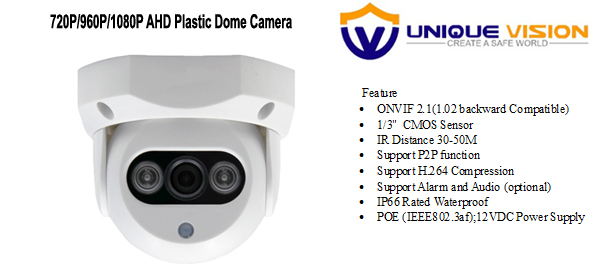 720P/960P/1080P AHD Plastic Dome Camera
UNIQUE VISION
CREATE A SAFE WORLD
Feature
• ONVIF 2.1(1.02 backward Compatible)
• 1/3" CMOS Sensor
• IR Distance 30-50M
• Support P2P function
• Support H.264 Compression
• Support Alarm and Audio (optional)
• IP66 Rated Waterproof
• POE (IEEE802.3af);12VDC Power Supply